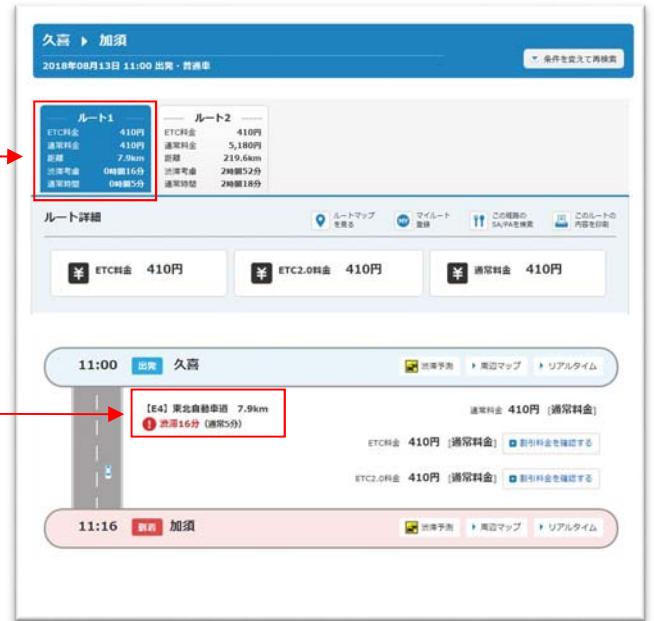 久喜 ▶ 加須
2018年08月13日 11:00 出発・普通車
条件を変えて再検索
ルート1
ETC料金 410円
通常料金 410円
距離 7.9km
渋滞考慮 0時間16分
通常時間 0時間5分
ルート2
ETC料金 410円
通常料金 5,180円
距離 219.6km
渋滞考慮 2時間52分
通常時間 2時間18分
ルート詳細
ルートマップ
を見る
マイルート
登録
この経路の
SA/PAを検索
このルートの
内容を印刷
¥ ETC料金 410円
¥ ETC2.0料金 410円
¥ 通常料金 410円
11:00 出発 久喜
渋滞予測
周辺マップ
リアルタイム
【E4】東北自動車道 7.9km
渋滞16分 (通常5分)
通常料金 410円 [通常料金]
ETC料金 410円 [通常料金] 割引料金を確認する
ETC2.0料金 410円 [通常料金] 割引料金を確認する
11:16 到着 加須
渋滞予測
周辺マップ
リアルタイム